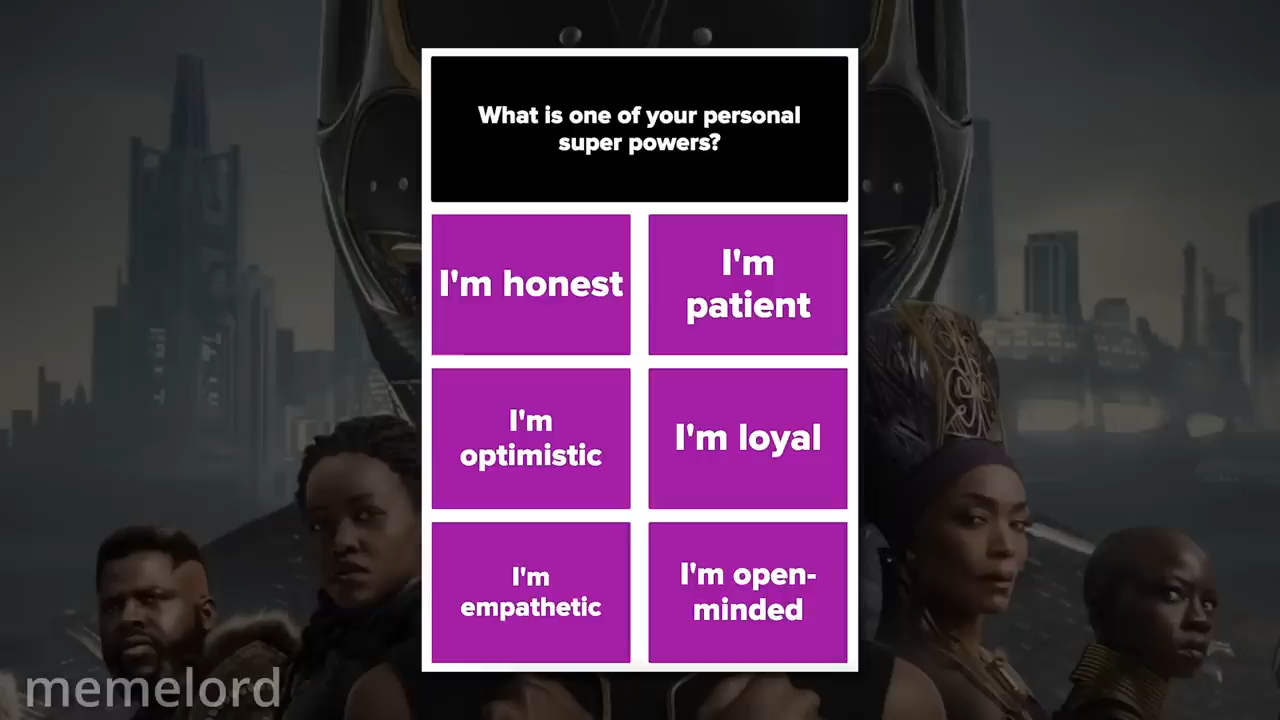 What is one of your personal
super powers?
I'm honest
I'm
patient
I'm
optimistic
I'm loyal
I'm
empathetic
I'm open-
minded
memelord